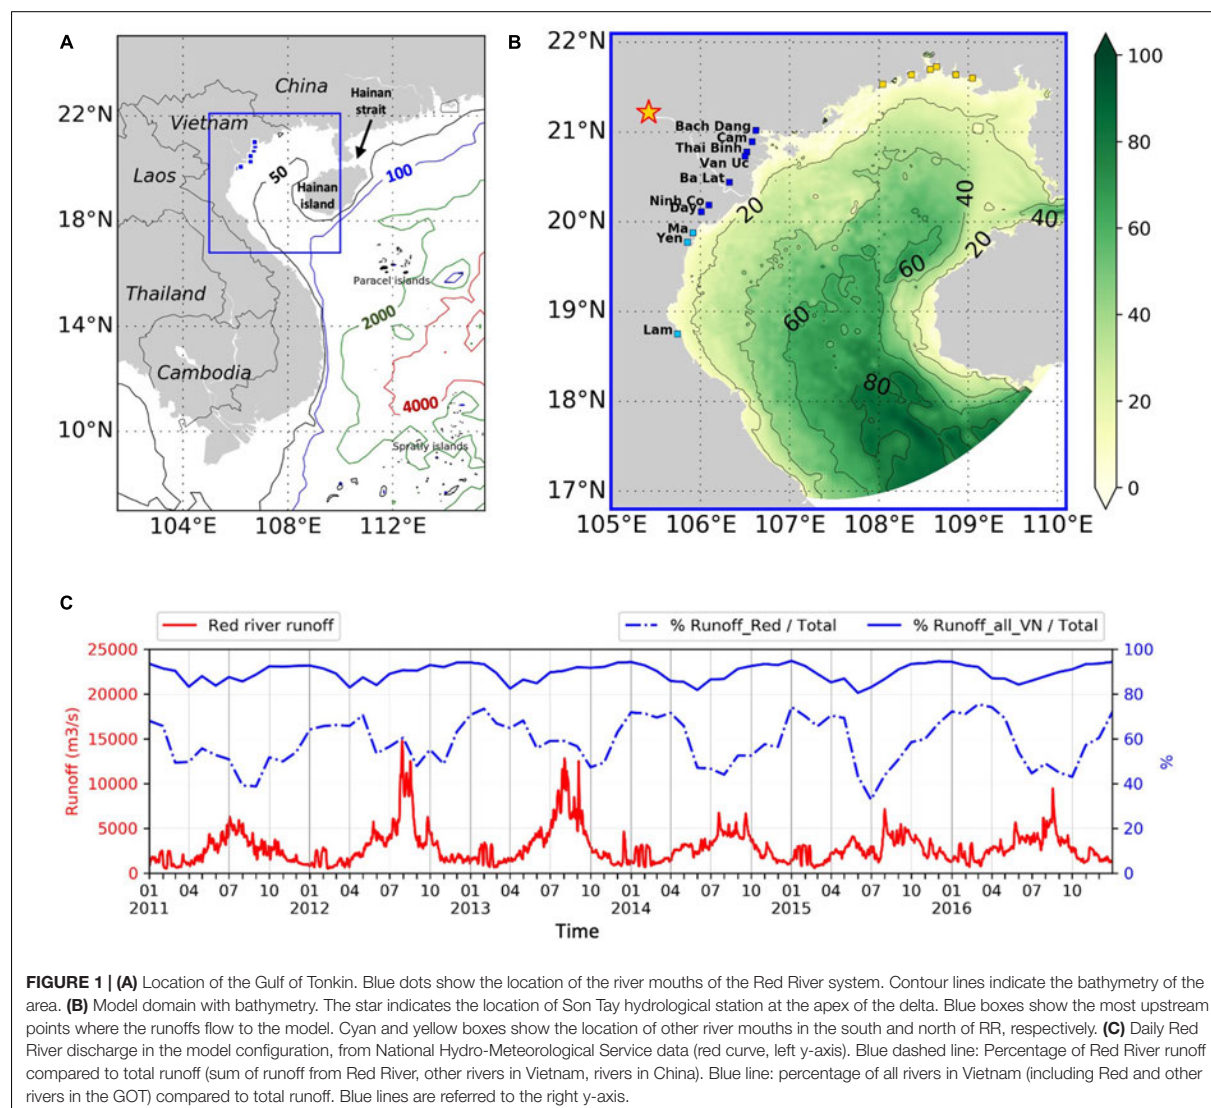 A
22°N
18°N
14°N
10°N
104°E
108°E
112°E
China
Hainan
strait
Vietnam
Laos
50
Hainan
island
100
Paracel islands
Thailand
2000
Cambodia
4000
Spratly islands
B
22°N
21°N
20°N
19°N
18°N
17°N
105°E
106°E
107°E
108°E
109°E
110°E
Bach Dang
Cam
Thai Binh
Van Uc
Ba Lat
Ninh Co
Day
Ma
Yen
Lam
20
40
40
20
60
60
80
100
80
60
40
20
0
C
Red river runoff
% Runoff_Red / Total
% Runoff_all_VN / Total
25000
20000
15000
10000
5000
0
Runoff (m3/s)
100
80
60
40
20
0
%
01 04 07 10 01 04 07 10 01 04 07 10 01 04 07 10 01 04 07 10 01 04 07 10
2011 2012 2013 2014 2015 2016
Time
FIGURE 1 | (A) Location of the Gulf of Tonkin. Blue dots show the location of the river mouths of the Red River system. Contour lines indicate the bathymetry of the
area. (B) Model domain with bathymetry. The star indicates the location of Son Tay hydrological station at the apex of the delta. Blue boxes show the most upstream
points where the runoffs flow to the model. Cyan and yellow boxes show the location of other river mouths in the south and north of RR, respectively. (C) Daily Red
River discharge in the model configuration, from National Hydro-Meteorological Service data (red curve, left y-axis). Blue dashed line: Percentage of Red River runoff
compared to total runoff (sum of runoff from Red River, other rivers in Vietnam, rivers in China). Blue line: percentage of all rivers in Vietnam (including Red and other
rivers in the GOT) compared to total runoff. Blue lines are referred to the right y-axis.